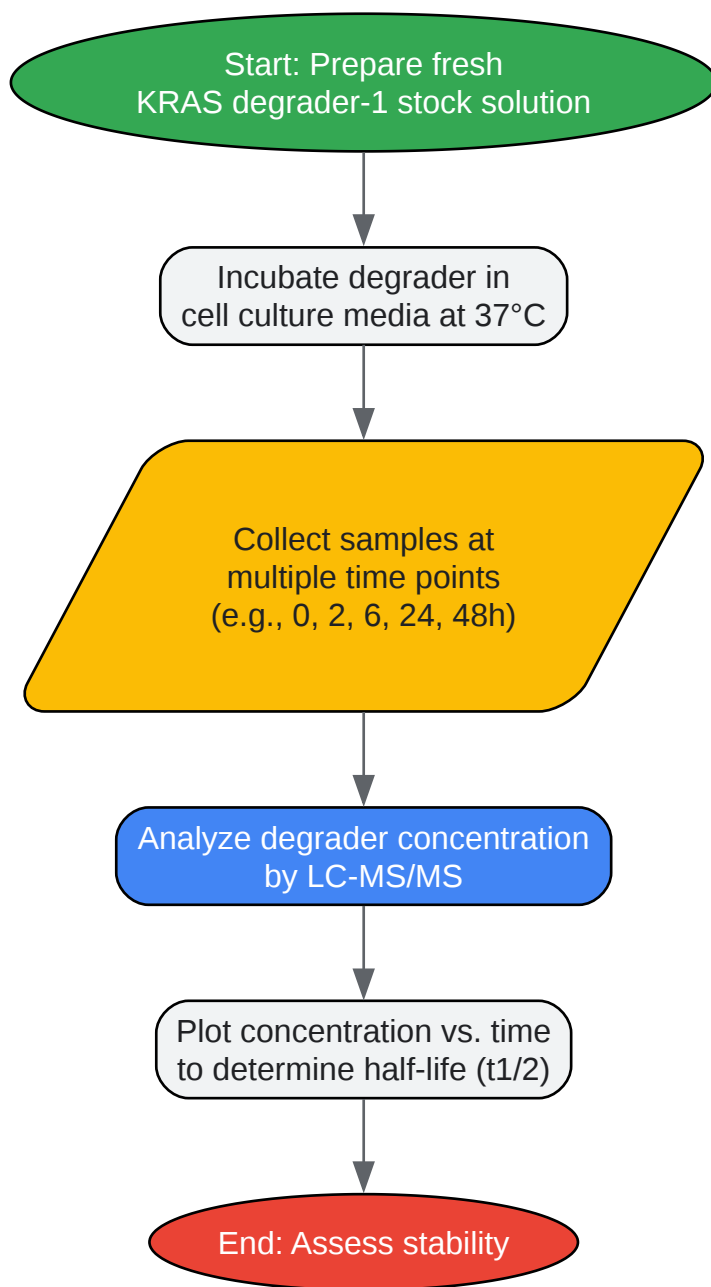 Start: Prepare fresh
KRAS degrader-1 stock solution
Incubate degrader in
cell culture media at 37°C
Collect samples at
multiple time points
(e.g., 0, 2, 6, 24, 48h)
Analyze degrader concentration
by LC-MS/MS
Plot concentration vs. time
to determine half-life (t1/2)
End: Assess stability